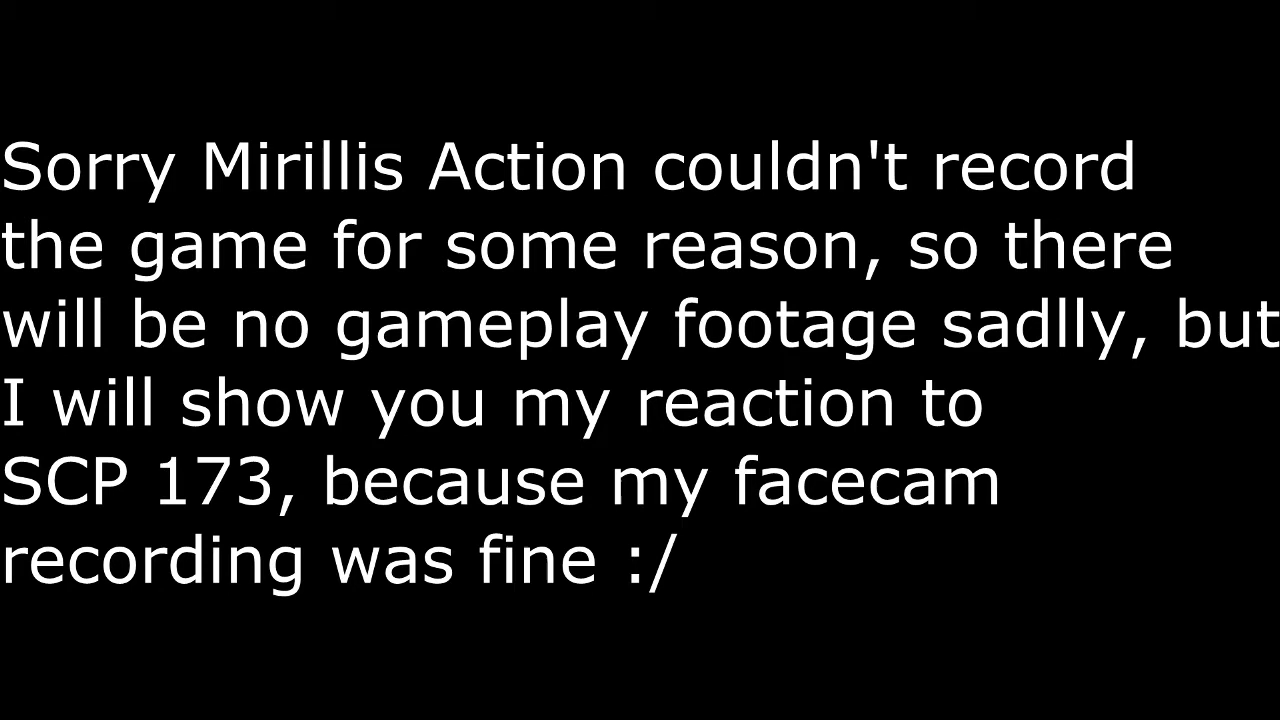 Sorry Mirillis Action couldn't record
the game for some reason, so there
will be no gameplay footage sadlly, but
I will show you my reaction to
SCP 173, because my facecam
recording was fine :/